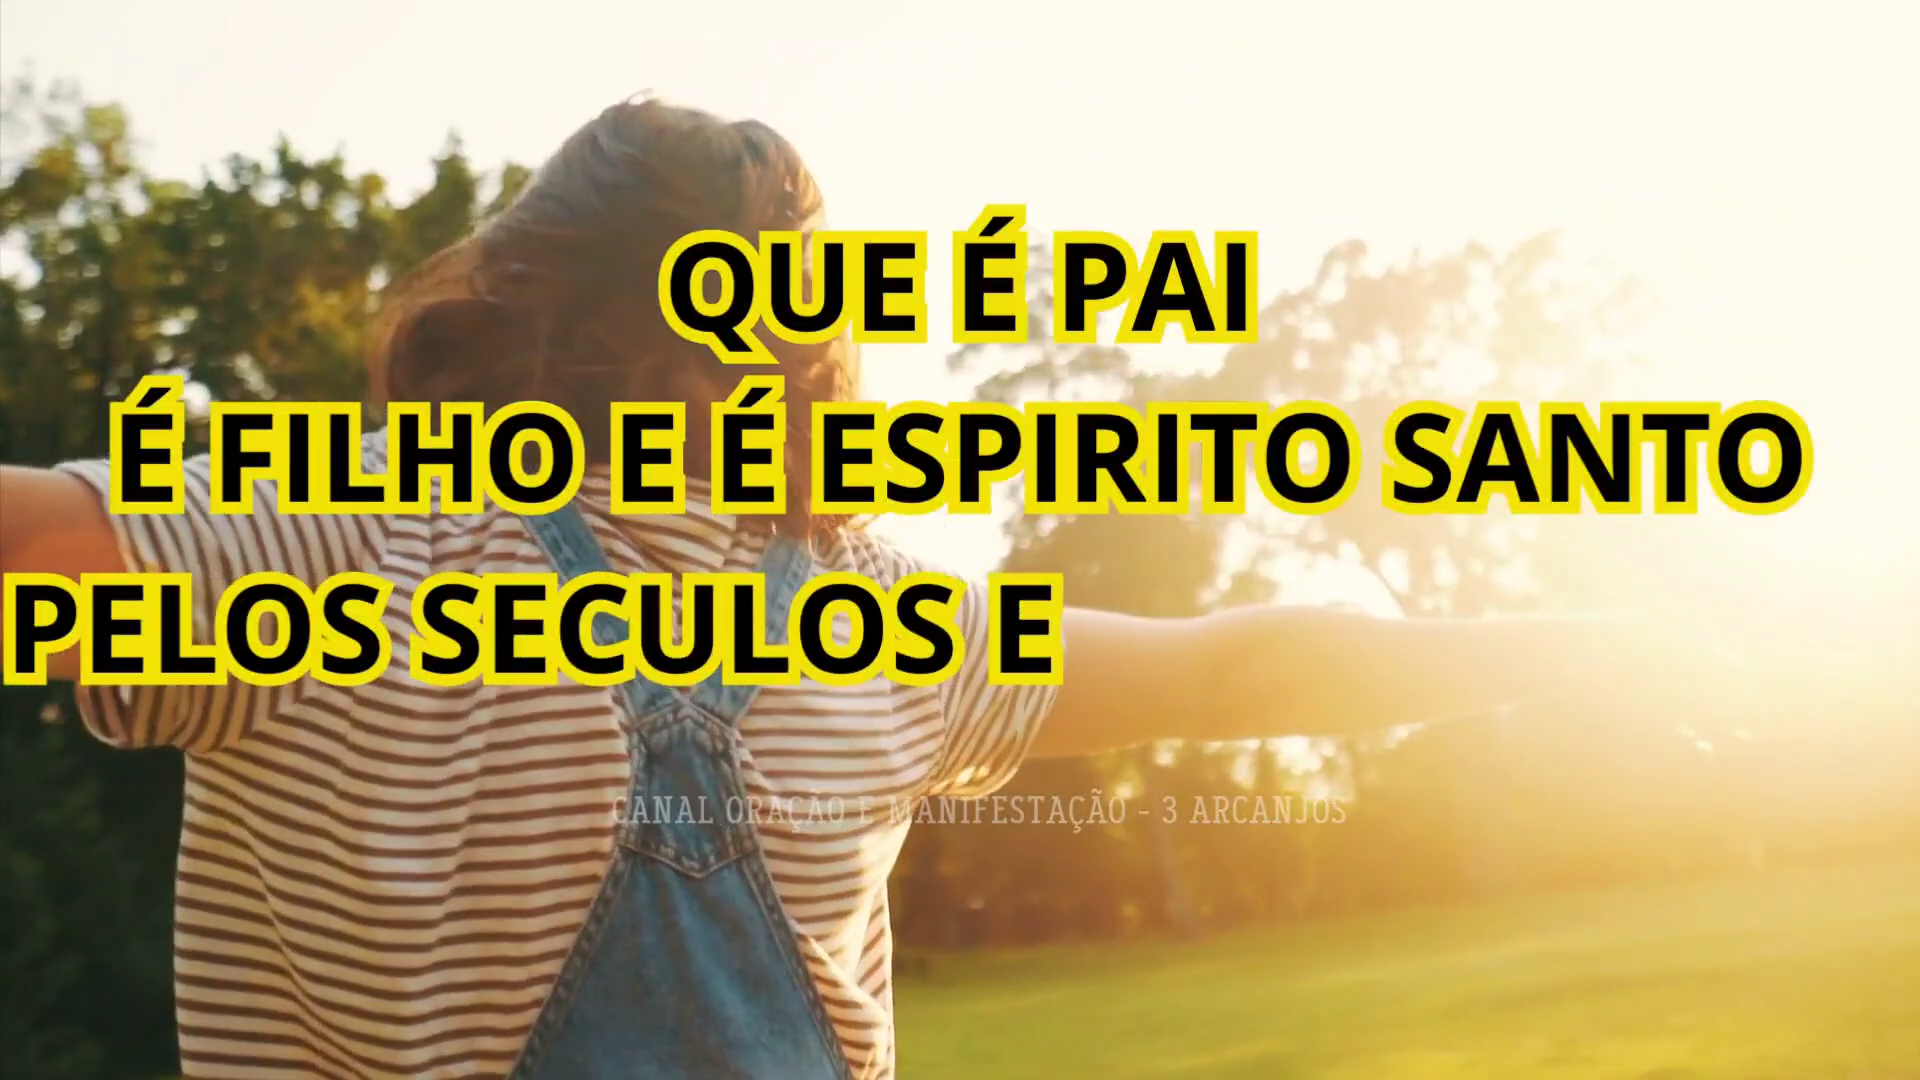 QUE É PAI
É FILHO E É ESPIRITO SANTO
PELOS SECULOS E
CANAL ORAÇÃO E MANIFESTAÇÃO - 3 ARCANJOS